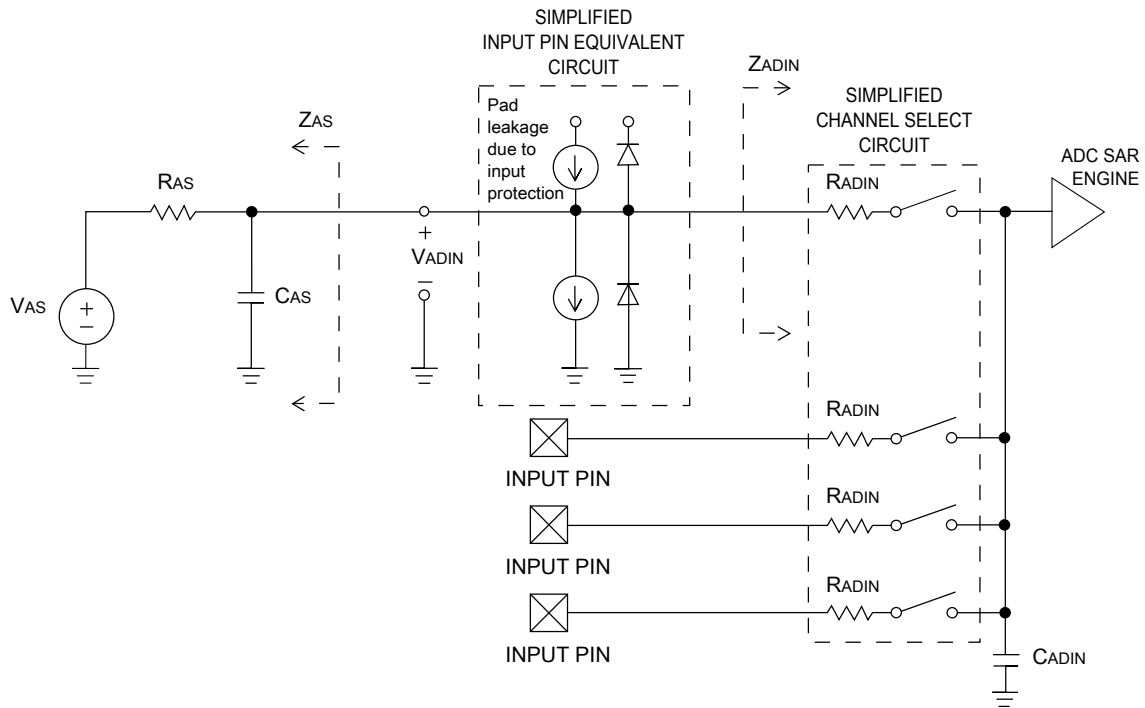 SIMPLIFIED
INPUT PIN EQUIVALENT
CIRCUIT
ZADIN
Pad
leakage
due to
input
protection
SIMPLIFIED
CHANNEL SELECT
CIRCUIT
ZAS
RAS
RADIN
ADC SAR
ENGINE
+
VADIN
–
VAS
+
–
CAS
RADIN
INPUT PIN
RADIN
INPUT PIN
RADIN
INPUT PIN
CADIN